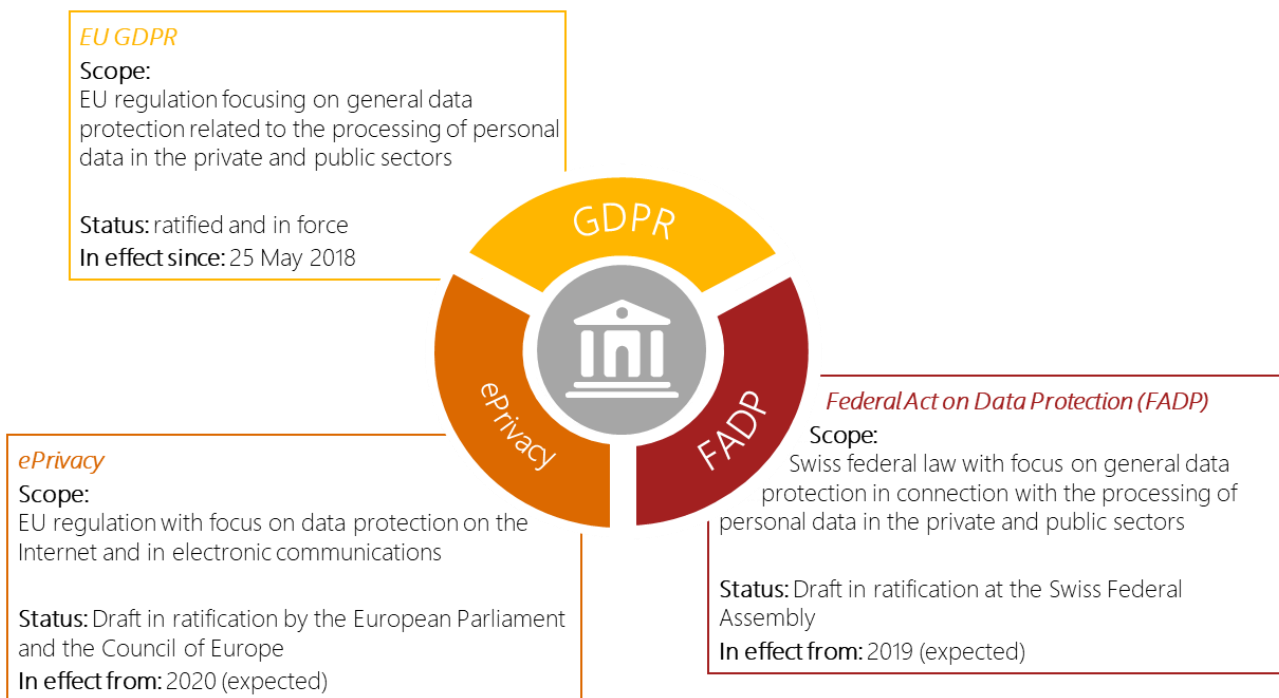 EU GDPR
Scope:
EU regulation focusing on general data
protection related to the processing of personal
data in the private and public sectors
Status: ratified and in force
In effect since: 25 May 2018
GDPR
ePrivacy
FADP
Federal Act on Data Protection (FADP)
Scope:
Swiss federal law with focus on general data
protection in connection with the processing of
personal data in the private and public sectors
Status: Draft in ratification at the Swiss Federal
Assembly
In effect from: 2019 (expected)
ePrivacy
Scope:
EU regulation with focus on data protection on the
Internet and in electronic communications
Status: Draft in ratification by the European Parliament
and the Council of Europe
In effect from: 2020 (expected)